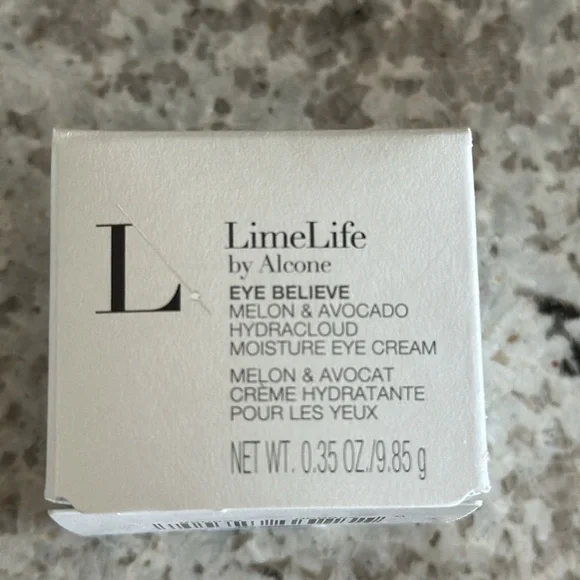 L
LimeLife
by Alcone
EYE BELIEVE
MELON & AVOCADO
HYDRACLOUD
MOISTURE EYE CREAM
MELON & AVOCAT
CRÈME HYDRATANTE
POUR LES YEUX
NET WT. 0.35 OZ./9.85 g